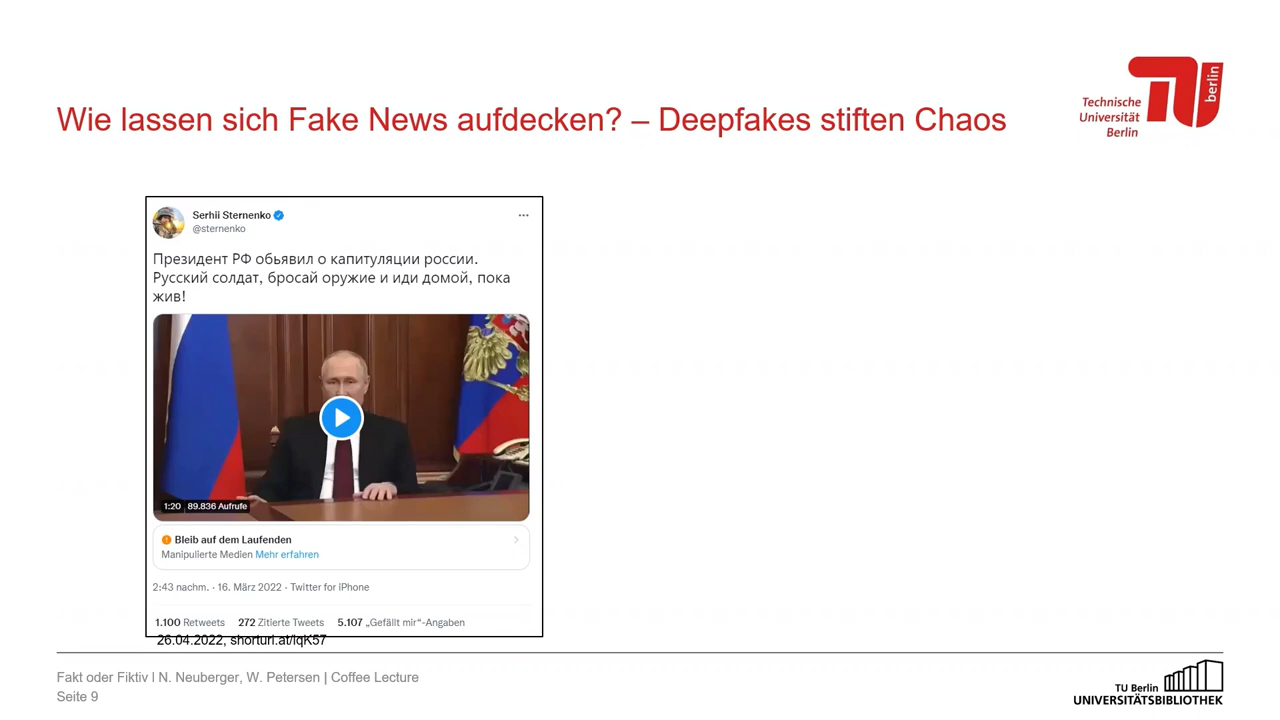 Wie lassen sich Fake News aufdecken? – Deepfakes stiften Chaos
Technische
Universität
Berlin
berlin
Serhii Sternenko
@sternenko
Президент РФ обьявил о капитуляции россии.
Русский солдат, бросай оружие и иди домой, пока
жив!
1:20 89.836 Aufrufe
Bleib auf dem Laufenden
Manipulierte Medien Mehr erfahren
2:43 nachm. · 16. März 2022 · Twitter for iPhone
1.100 Retweets 272 Zitierte Tweets 5.107 „Gefällt mir“-Angaben
26.04.2022, shorturl.at/iqK57
Fakt oder Fiktiv I N. Neuberger, W. Petersen | Coffee Lecture
Seite 9
TU Berlin
UNIVERSITÄTSBIBLIOTHEK